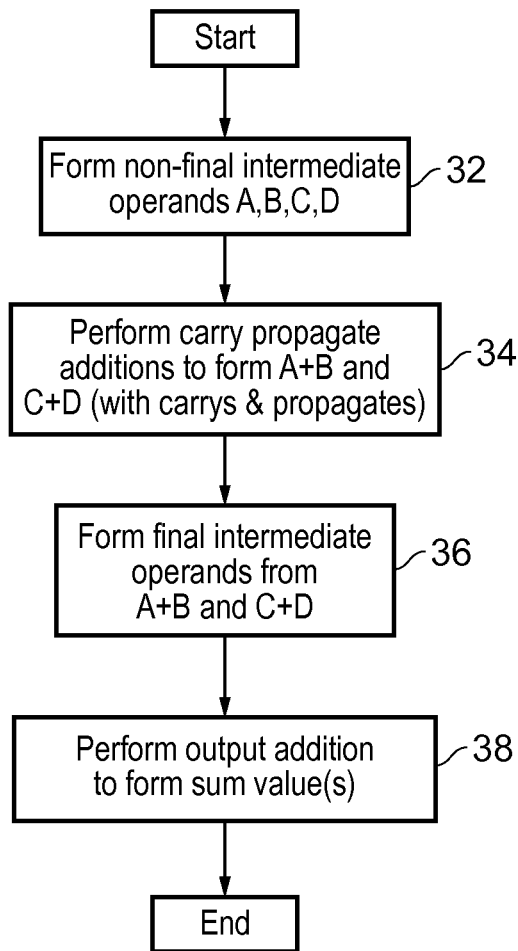 Start
Form non-final intermediate
operands A,B,C,D
32
Perform carry propagate
additions to form A+B and
C+D (with carrys & propagates)
34
Form final intermediate
operands from
A+B and C+D
36
Perform output addition
to form sum value(s)
38
End